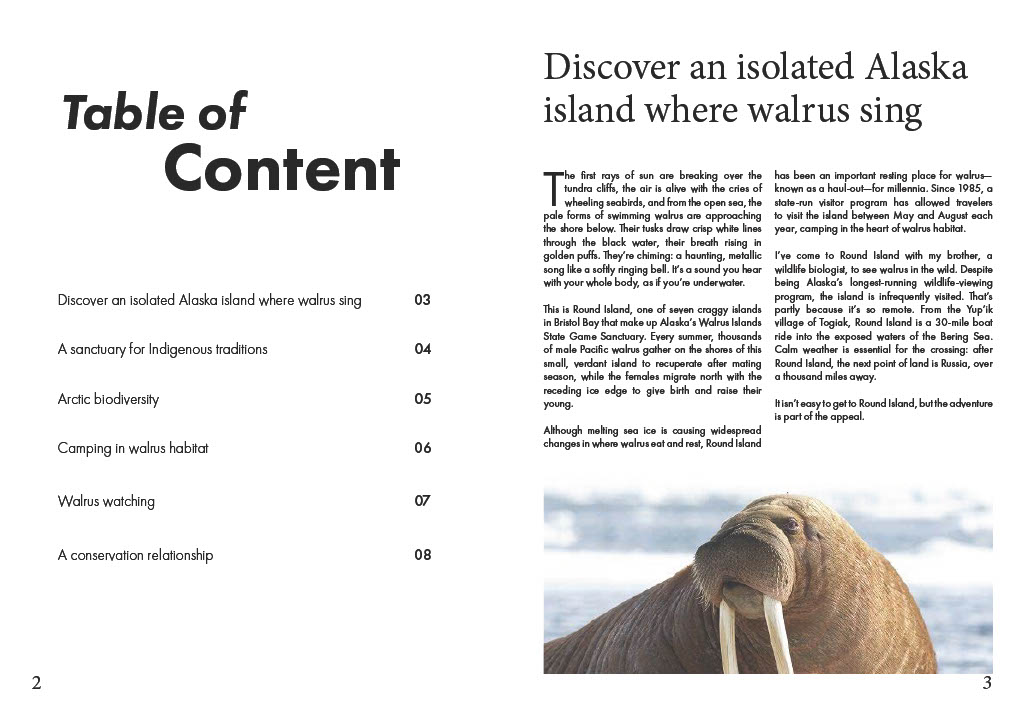 Table of
Content
Discover an isolated Alaska island where walrus sing 03
A sanctuary for Indigenous traditions 04
Arctic biodiversity 05
Camping in walrus habitat 06
Walrus watching 07
A conservation relationship 08
2
Discover an isolated Alaska
island where walrus sing
The first rays of sun are breaking over the
tundra cliffs, the air is alive with the cries of
wheeling seabirds, and from the open sea, the
pale forms of swimming walrus are approaching
the shore below. Their tusks draw crisp white lines
through the black water, their breath rising in
golden puffs. They’re chiming: a haunting, metallic
song like a softly ringing bell. It’s a sound you hear
with your whole body, as if you’re underwater.
This is Round Island, one of seven craggy islands
in Bristol Bay that make up Alaska’s Walrus Islands
State Game Sanctuary. Every summer, thousands
of male Pacific walrus gather on the shores of this
small, verdant island to recuperate after mating
season, while the females migrate north with the
receding ice edge to give birth and raise their
young.
Although melting sea ice is causing widespread
changes in where walrus eat and rest, Round Island
has been an important resting place for walrus—
known as a haul-out—for millennia. Since 1985, a
state-run visitor program has allowed travelers
to visit the island between May and August each
year, camping in the heart of walrus habitat.
I’ve come to Round Island with my brother, a
wildlife biologist, to see walrus in the wild. Despite
being Alaska’s longest-running wildlife-viewing
program, the island is infrequently visited. That’s
partly because it’s so remote. From the Yup’ik
village of Togiak, Round Island is a 30-mile boat
ride into the exposed waters of the Bering Sea.
Calm weather is essential for the crossing: after
Round Island, the next point of land is Russia, over
a thousand miles away.
It isn’t easy to get to Round Island, but the adventure
is part of the appeal.
3